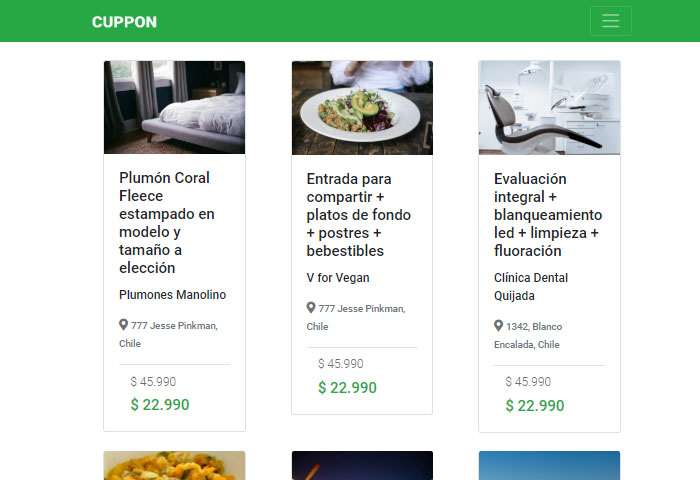 CUPPON
Plumón Coral
Fleece
estampado en
modelo y
tamaño a
elección
Plumones Manolino
777 Jesse Pinkman,
Chile
$ 45.990
$ 22.990
Entrada para
compartir +
platos de fondo
+ postres +
bebestibles
V for Vegan
777 Jesse Pinkman,
Chile
$ 45.990
$ 22.990
Evaluación
integral +
blanqueamiento
led + limpieza +
fluoración
Clínica Dental
Quijada
1342, Blanco
Encalada, Chile
$ 45.990
$ 22.990